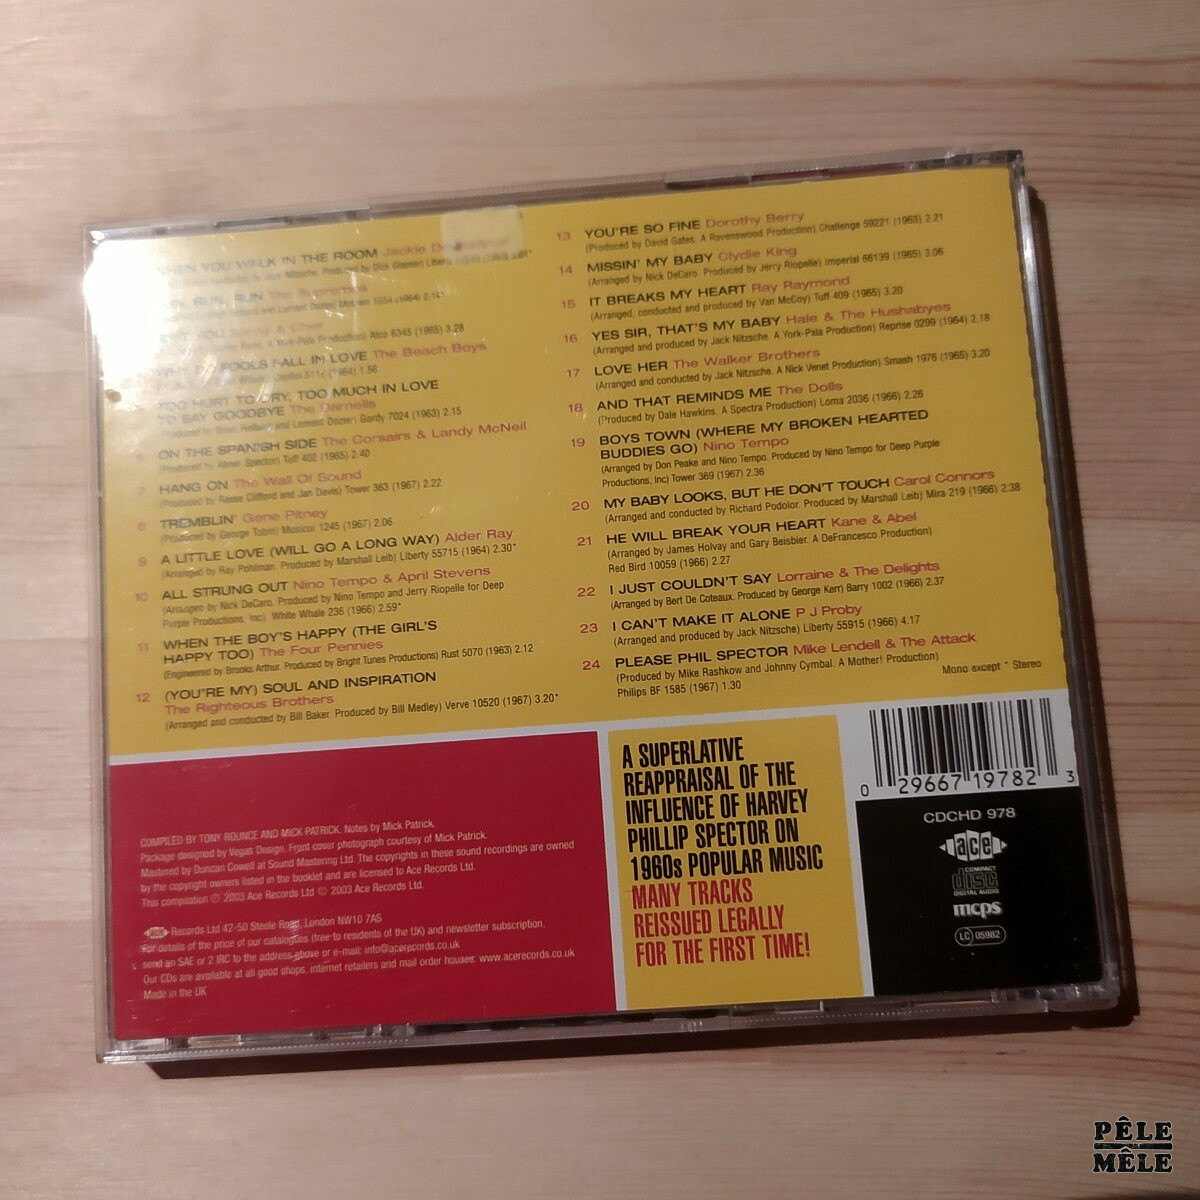 WHEN YOU WALK IN THE ROOM Jackie
RUN The Supremes
& Cher
Atco 6345 (1965) 3.28
FOOLS FALL IN LOVE The Beach Boys
(1964) 1.56
TOO HURT TO CRY, TOO MUCH IN LOVE
TO SAY GOODBYE The Darnells
(Produced by Brian Holland and Lamont Dozier) Gordy 7024 (1963) 2.15
ON THE SPANISH SIDE The Corsairs & Landy McNeil
(Produced by Abner Spector) Tuff 402 (1965) 2.40
7 HANG ON The Wall Of Sound
(Produced by Reese Clifford and Jan Davis) Tower 363 (1967) 2.22
8 TREMBLIN' Gene Pitney
(Produced by George Tobin) Musicor 1245 (1967) 2.06
9 A LITTLE LOVE (WILL GO A LONG WAY) Alder Ray
(Arranged by Ray Pohlman. Produced by Marshall Leib) Liberty 55715 (1964) 2.30*
10 ALL STRUNG OUT Nino Tempo & April Stevens
(Arranged by Nick DeCaro. Produced by Nino Tempo and Jerry Riopelle for Deep
Purple Productions, Inc) White Whale 236 (1966) 2.59*
11 WHEN THE BOY'S HAPPY (THE GIRL'S
HAPPY TOO) The Four Pennies
(Engineered by Brooks Arthur. Produced by Bright Tunes Productions) Rust 5070 (1963) 2.12
12 (YOU'RE MY) SOUL AND INSPIRATION
The Righteous Brothers
(Arranged and conducted by Bill Baker. Produced by Bill Medley) Verve 10520 (1967) 3.20*
13 YOU'RE SO FINE Dorothy Berry
(Produced by David Gates. A Ravenswood Production) Challenge 59221 (1963) 2.21
14 MISSIN' MY BABY Clydie King
(Arranged by Nick DeCaro. Produced by Jerry Riopelle) Imperial 66139 (1965) 3.06
15 IT BREAKS MY HEART Ray Raymond
(Arranged, conducted and produced by Van McCoy) Tuff 409 (1965) 3.20
16 YES SIR, THAT'S MY BABY Hale & The Hushabyes
(Arranged and produced by Jack Nitzsche. A York-Pala Production) Reprise 0299 (1964) 2.18
17 LOVE HER The Walker Brothers
(Arranged and conducted by Jack Nitzsche. A Nick Venet Production) Smash 1976 (1965) 3.20
18 AND THAT REMINDS ME The Dolls
(Produced by Dale Hawkins. A Spectra Production) Loma 2036 (1966) 2.26
19 BOYS TOWN (WHERE MY BROKEN HEARTED
BUDDIES GO) Nino Tempo
(Arranged by Don Peake and Nino Tempo. Produced by Nino Tempo for Deep Purple
Productions, Inc) Tower 369 (1967) 2.36
20 MY BABY LOOKS, BUT HE DON'T TOUCH Carol Connors
(Arranged and conducted by Richard Podolor. Produced by Marshall Leib) Mira 219 (1966) 2.38
21 HE WILL BREAK YOUR HEART Kane & Abel
(Arranged by James Holvay and Gary Beisbier. A DeFrancesco Production)
Red Bird 10059 (1966) 2.27
22 I JUST COULDN'T SAY Lorraine & The Delights
(Arranged by Bert De Coteaux. Produced by George Kerr) Barry 1002 (1966) 2.37
23 I CAN'T MAKE IT ALONE P J Proby
(Arranged and produced by Jack Nitzsche) Liberty 55915 (1966) 4.17
24 PLEASE PHIL SPECTOR Mike Lendell & The Attack
(Produced by Mike Rashkow and Johnny Cymbal. A Mother! Production)
Philips BF 1585 (1967) 1.30
Mono except * Stereo
COMPILED BY TONY ROUNCE AND MICK PATRICK. Notes by Mick Patrick.
Package designed by Vegas Design. Front cover photograph courtesy of Mick Patrick.
Mastered by Duncan Cowell at Sound Mastering Ltd. The copyrights in these sound recordings are owned
by the copyright owners listed in the booklet and are licensed to Ace Records Ltd.
This compilation ℗ 2003 Ace Records Ltd © 2003 Ace Records Ltd.
ace Records Ltd 42-50 Steele Road, London NW10 7AS
For details of the price of our catalogues (free to residents of the UK) and newsletter subscription,
send an SAE or 2 IRC to the address above or e-mail: info@acerecords.co.uk
Our CDs are available at all good shops, internet retailers and mail order houses. www.acerecords.co.uk
Made in the UK
A SUPERLATIVE
REAPPRAISAL OF THE
INFLUENCE OF HARVEY
PHILLIP SPECTOR ON
1960s POPULAR MUSIC
MANY TRACKS
REISSUED LEGALLY
FOR THE FIRST TIME!
0 29667 19782 3
CDCHD 978
ace
COMPACT
disc
DIGITAL AUDIO
mcps
LC 05982
PÊLE
MÊLE